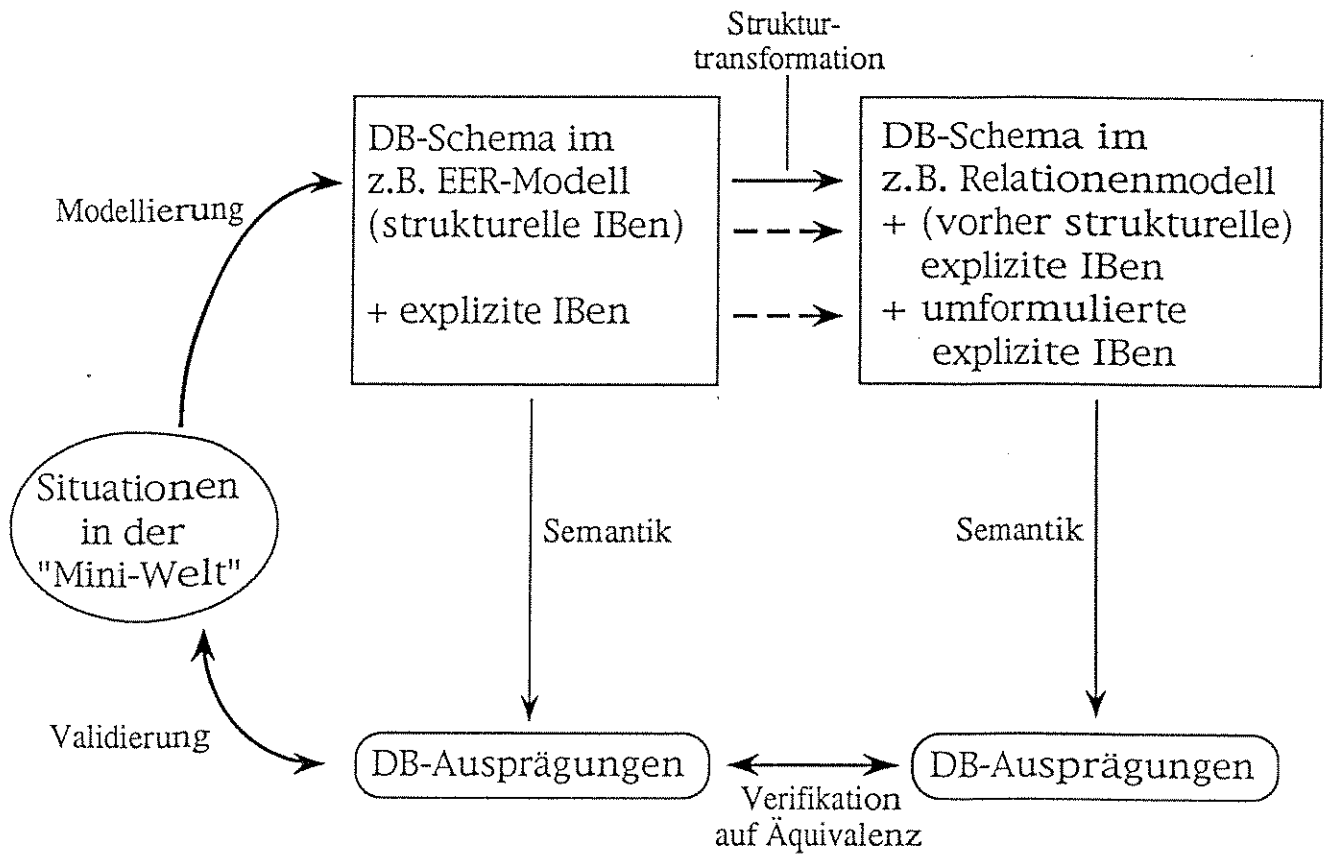 Struktur-
transformation
DB-Schema im
z.B. EER-Modell
(strukturelle IBen)
+ explizite IBen
DB-Schema im
z.B. Relationenmodell
+ (vorher strukturelle)
explizite IBen
+ umformulierte
explizite IBen
Modellierung
Situationen
in der
"Mini-Welt"
Semantik
Semantik
Validierung
DB-Ausprägungen
DB-Ausprägungen
Verifikation
auf Äquivalenz